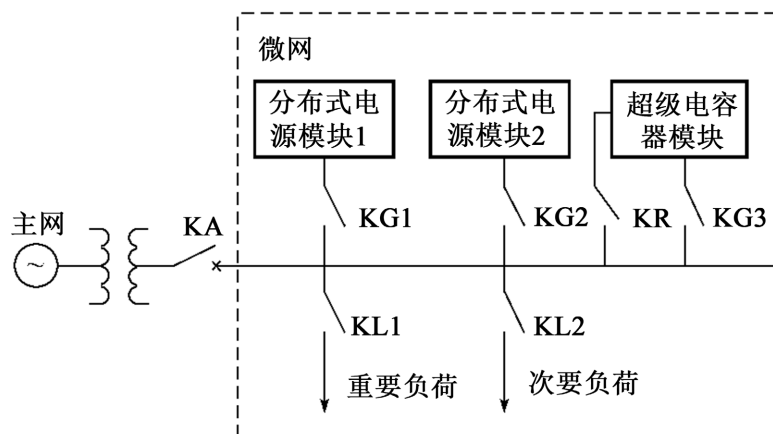 微网
分布式电
源模块1
分布式电
源模块2
超级电容
器模块
KG1
KG2
KR
KG3
主网
KA
~
KL1
KL2
重要负荷
次要负荷